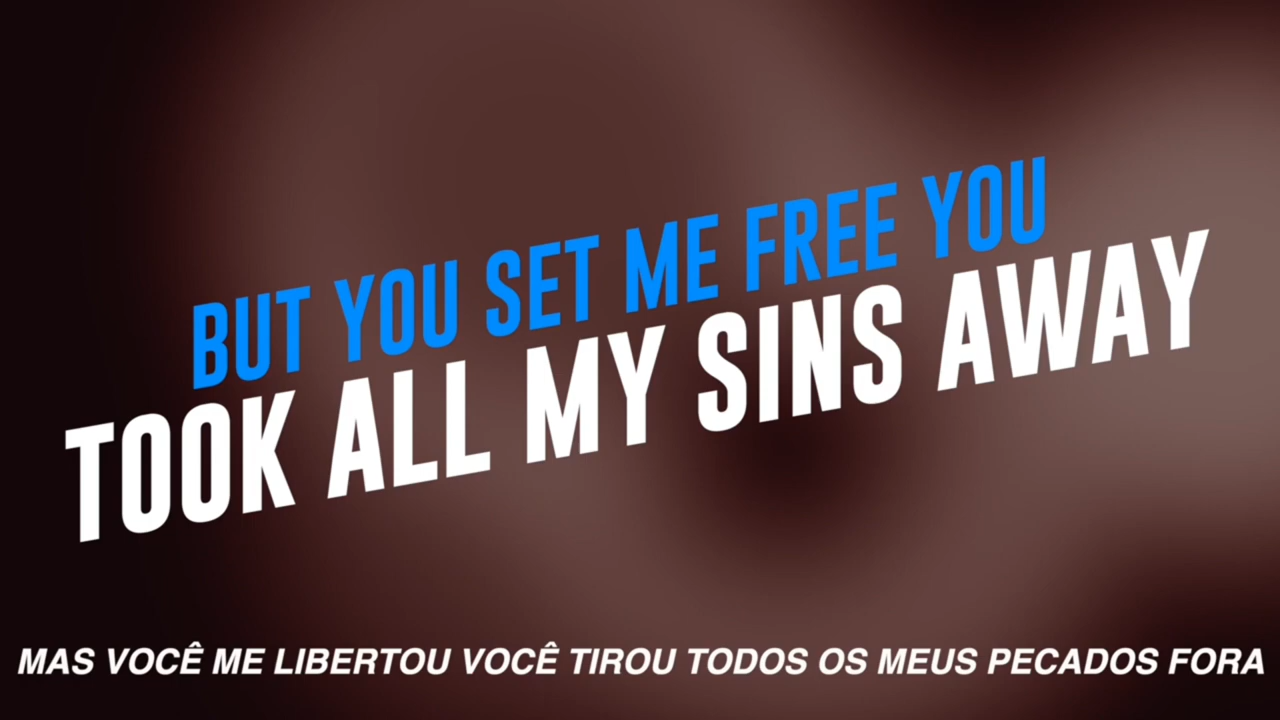 BUT YOU SET ME FREE YOU
TOOK ALL MY SINS AWAY
MAS VOCÊ ME LIBERTOU VOCÊ TIROU TODOS OS MEUS PECADOS FORA